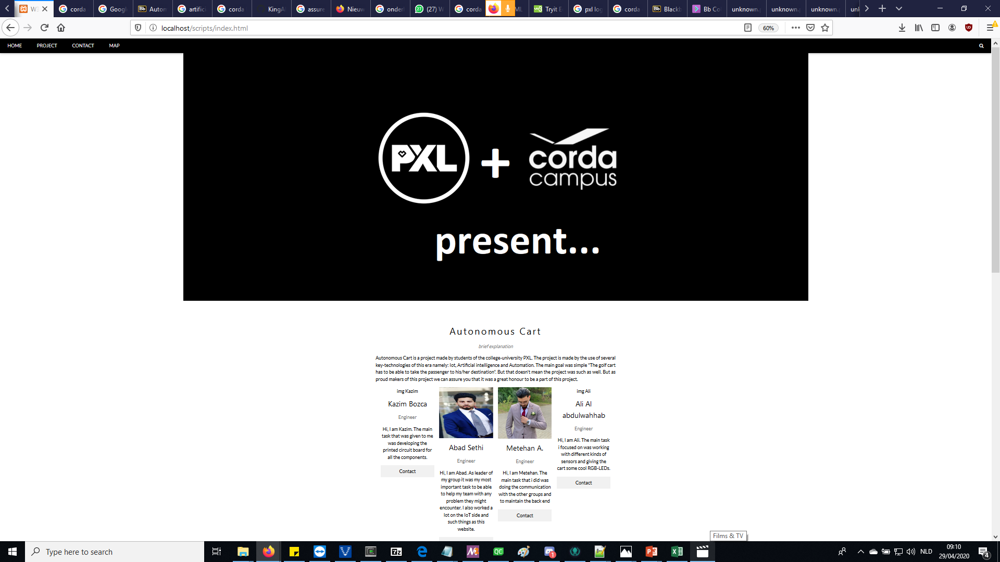 W3
corda
Googl
Bb Auton
artifici
corda
KingA
assure
Nieuw
onderl
27 (27) W
corda
ML
Tryit E
pxl log
corda
Bb Blackb
Bb Co
unknown.
unknown.
unknown.
unk
localhost/scripts/index.html
60%
HOME PROJECT CONTACT MAP
PXL + corda
campus
present...
Autonomous Cart
brief explanation
Autonomous Cart is a project made by students of the college-university PXL. The project is made by the use of several
key-technologies of this era namely: Iot, Artificial intelligence and Automation. The main goal was simple "The golf cart
has to be able to take the passenger to his/her destination". But that doesn't mean the project was such as well. But as
proud makers of this project we can assure you that it was a great honour to be a part of this project.
img Kazim
Kazim Bozca
Engineer
Hi, I am Kazim. The main
task that was given to me
was developing the
printed circuit board for
all the components.
Contact
Abad Sethi
Engineer
Hi, I am Abad. As leader of
my group it was my most
important task to be able
to help my team with any
problem they might
encounter. I also worked a
lot on the IoT side and
such things as this
website.
Metehan A.
Engineer
Hi, I am Metehan. The
main task that i did was
doing the communication
with the other groups and
to maintain the back end
Contact
img Ali
Ali Al
abdulwahhab
Engineer
Hi, I am Ali. The main task
i focused on was working
with different kinds of
sensors and giving the
cart some cool RGB-LEDs.
Contact
Films & TV
Type here to search
7z
QC
1
NLD
09:10
29/04/2020
4